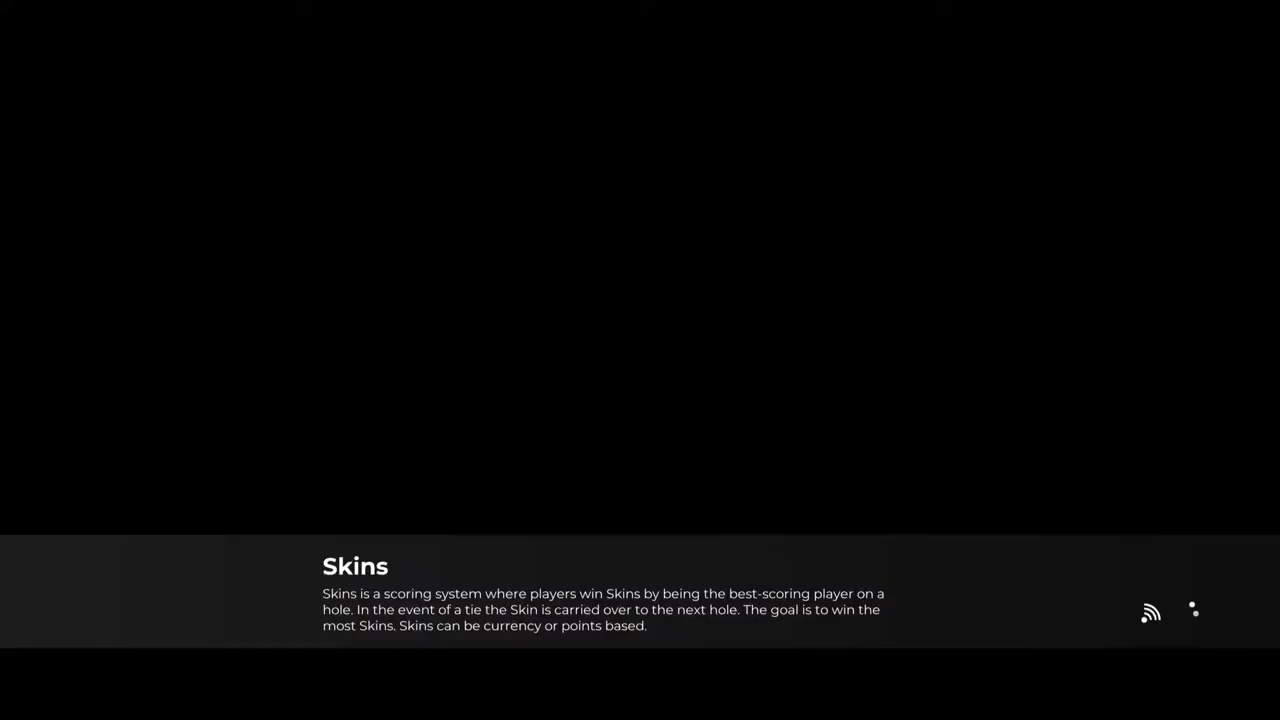 Skins
Skins is a scoring system where players win Skins by being the best-scoring player on a
hole. In the event of a tie the Skin is carried over to the next hole. The goal is to win the
most Skins. Skins can be currency or points based.